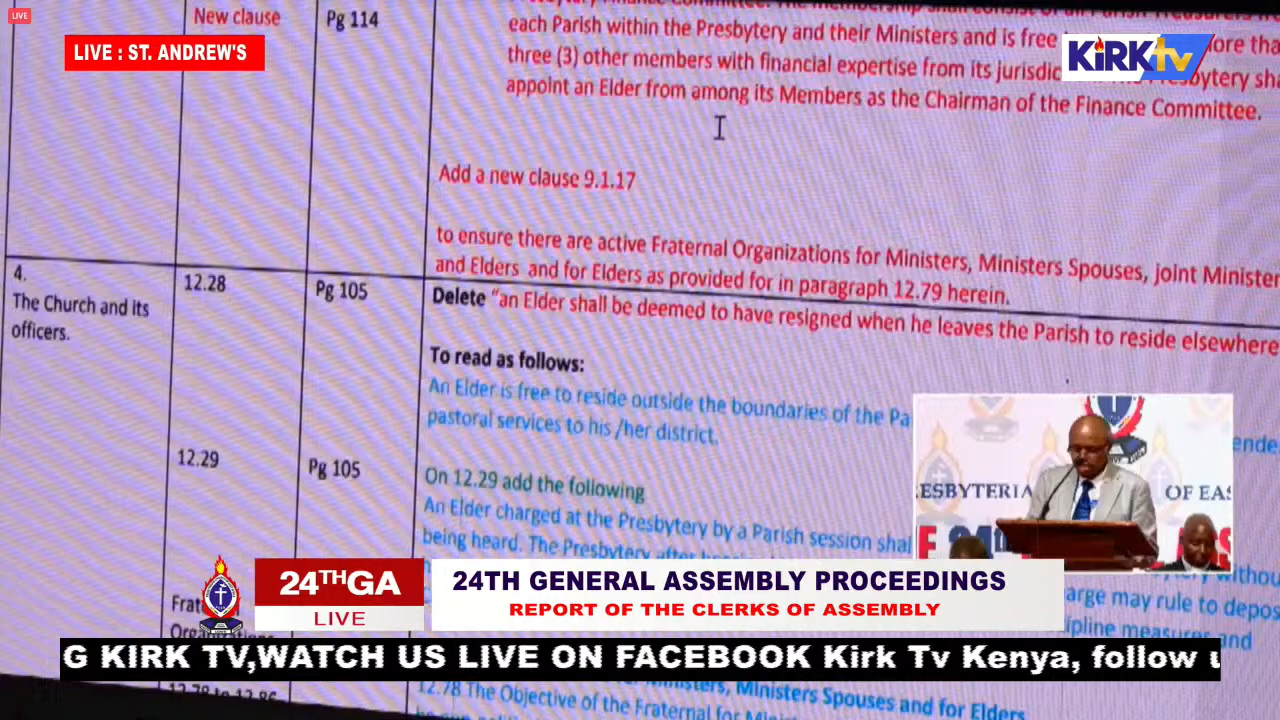 LIVE
LIVE : ST. ANDREW'S
KiRKtv
New clause
Pg 114
each Parish within the Presbytery and their Ministers and is free
three (3) other members with financial expertise from its
appoint an Elder from among its Members as the Chairman of the Finance Committee.
Add a new clause 9.1.17
to ensure there are active Fraternal Organizations for Ministers, Ministers Spouses, joint
and Elders and for Elders as provided for in paragraph 12.79 herein.
4.
The Church and its
officers.
12.28
Pg 105
Delete "an Elder shall be deemed to have resigned when he leaves the Parish to reside elsewhere
To read as follows:
An Elder is free to reside outside the boundaries of the
pastoral services to his /her district.
12.29
Pg 105
On 12.29 add the following
An Elder charged at the Presbytery by a Parish session
being heard. The Presbytery after
arge may rule to
measures and
12.78 The Objective of the Fraternal for
Ministers Spouses and for Elders
OF
24THGA
LIVE
24TH GENERAL ASSEMBLY PROCEEDINGS
REPORT OF THE CLERKS OF ASSEMBLY
G KIRK TV,WATCH US LIVE ON FACEBOOK Kirk Tv Kenya, follow